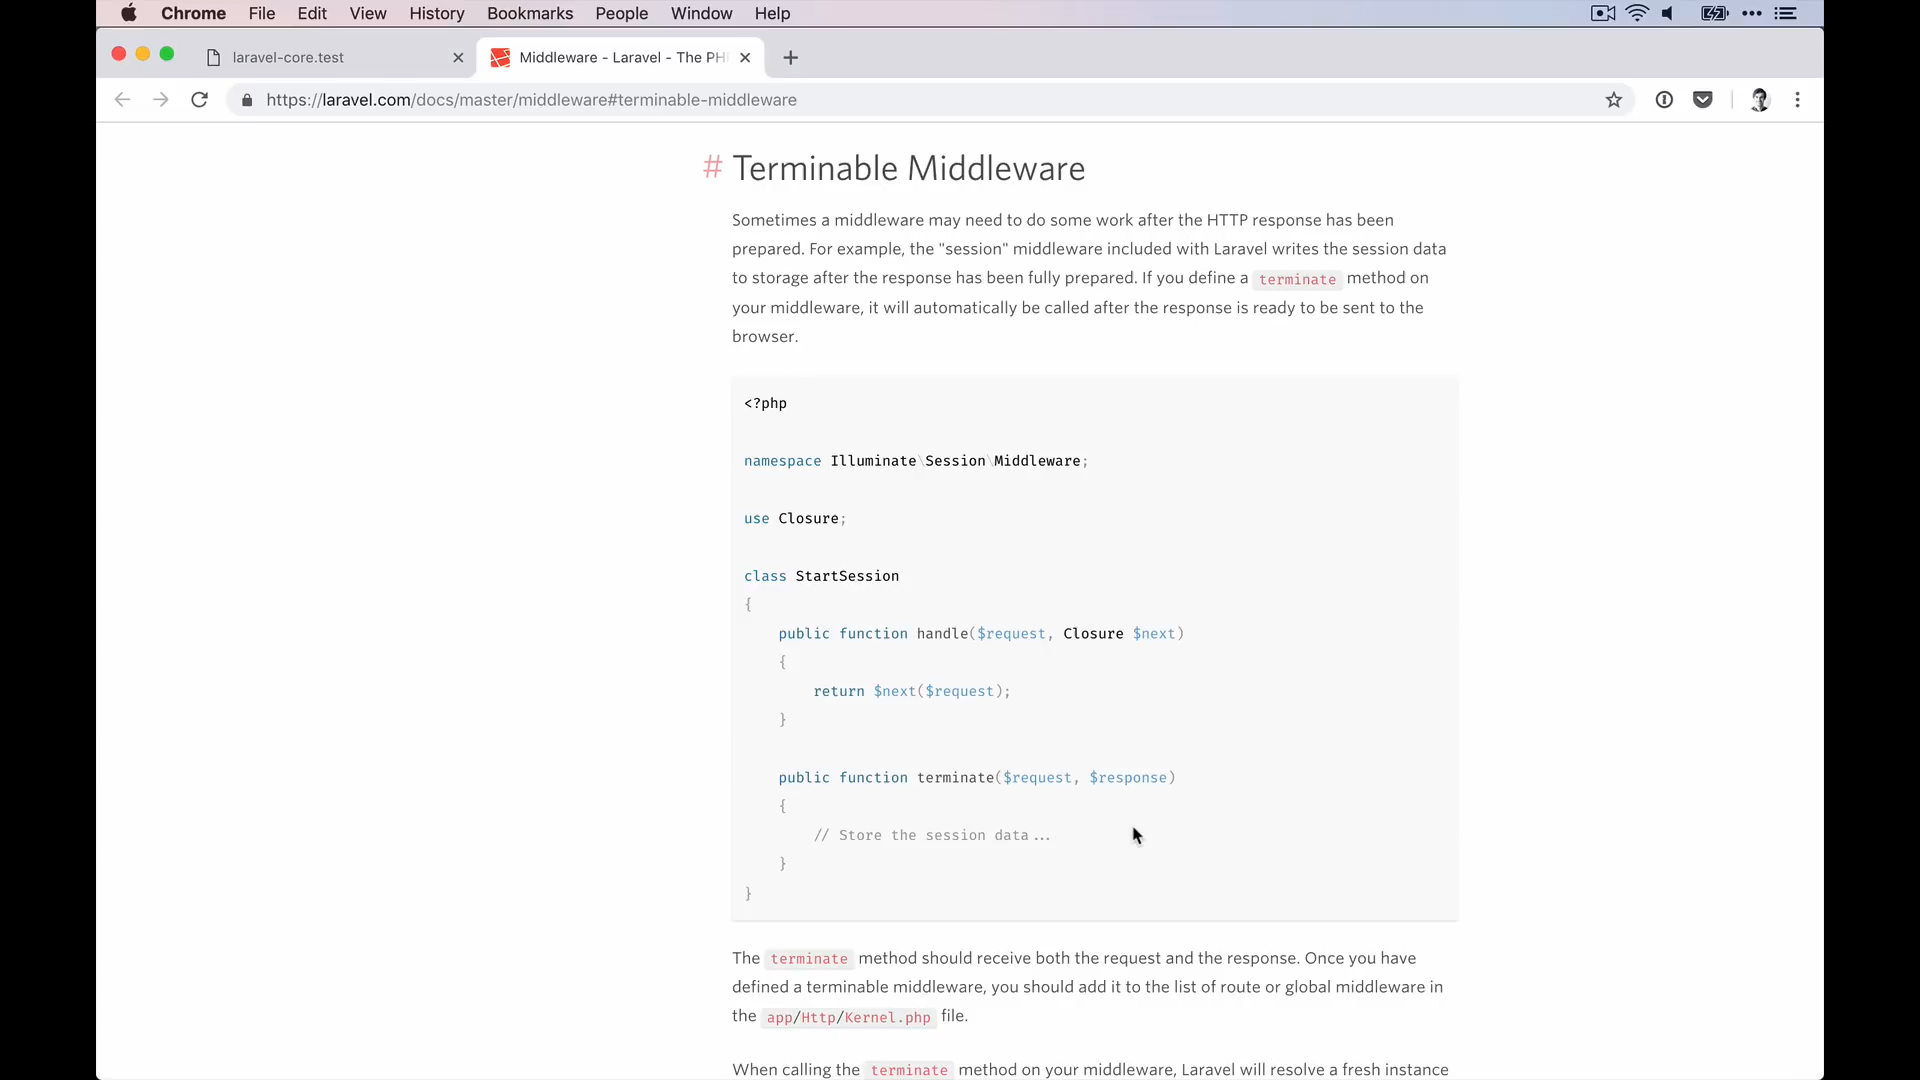 Chrome File Edit View History Bookmarks People Window Help
laravel-core.test
Middleware - Laravel - The PH
https://laravel.com/docs/master/middleware#terminable-middleware
# Terminable Middleware
Sometimes a middleware may need to do some work after the HTTP response has been
prepared. For example, the "session" middleware included with Laravel writes the session data
to storage after the response has been fully prepared. If you define a terminate method on
your middleware, it will automatically be called after the response is ready to be sent to the
browser.
<?php
namespace Illuminate\Session\Middleware;
use Closure;
class StartSession
{
public function handle($request, Closure $next)
{
return $next($request);
}
public function terminate($request, $response)
{
// Store the session data...
}
}
The terminate method should receive both the request and the response. Once you have
defined a terminable middleware, you should add it to the list of route or global middleware in
the app/Http/Kernel.php file.
When calling the terminate method on your middleware, Laravel will resolve a fresh instance